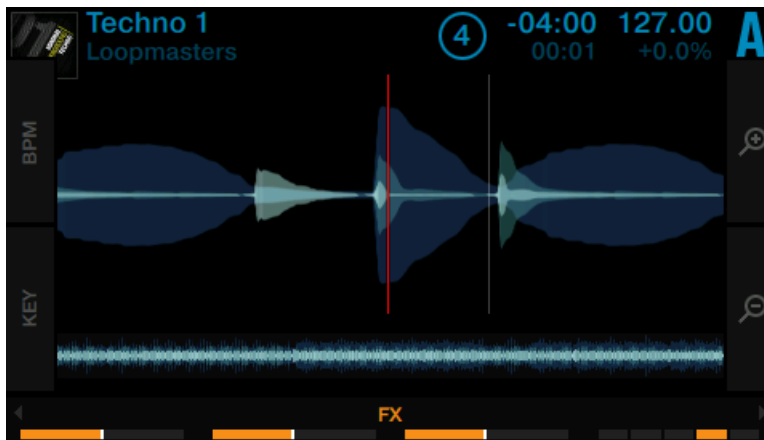 Techno 1
Loopmasters
4
-04:00
00:01
127.00
+0.0%
A
BPM
KEY
FX